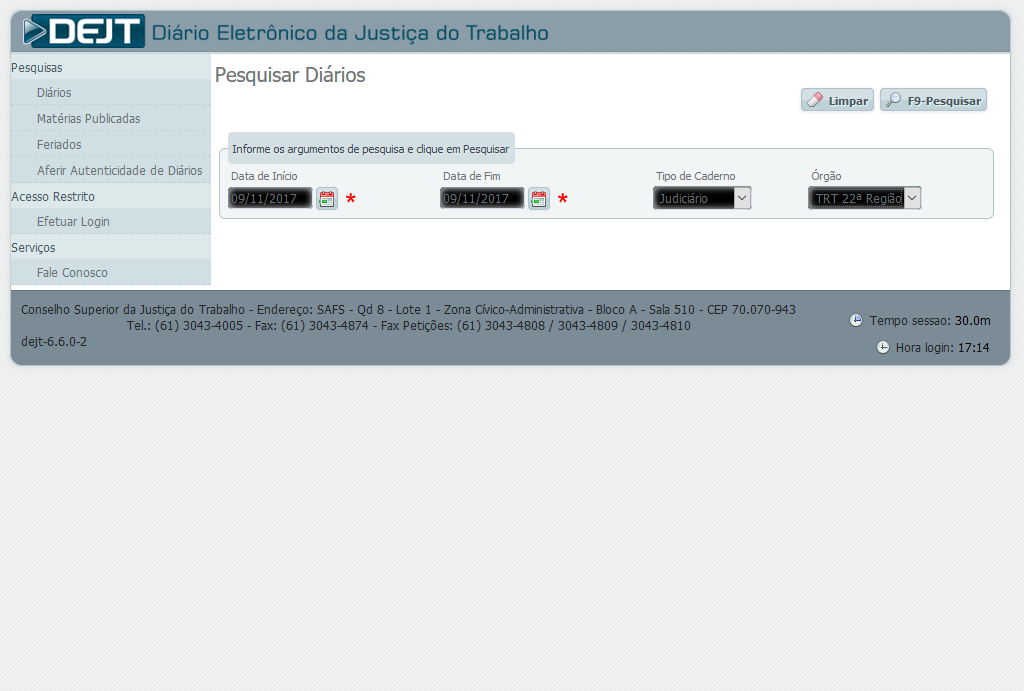 DEJT Diário Eletrônico da Justiça do Trabalho
Pesquisas
Diários
Matérias Publicadas
Feriados
Aferir Autenticidade de Diários
Acesso Restrito
Efetuar Login
Serviços
Fale Conosco
Pesquisar Diários
Limpar F9-Pesquisar
Informe os argumentos de pesquisa e clique em Pesquisar
Data de Início Data de Fim Tipo de Caderno Órgão
09/11/2017 * 09/11/2017 * Judiciário TRT 22ª Região
Conselho Superior da Justiça do Trabalho - Endereço: SAFS - Qd 8 - Lote 1 - Zona Cívico-Administrativa - Bloco A - Sala 510 - CEP 70.070-943
Tel.: (61) 3043-4005 - Fax: (61) 3043-4874 - Fax Petições: (61) 3043-4808 / 3043-4809 / 3043-4810
dejt-6.6.0-2
Tempo sessao: 30.0m
Hora login: 17:14